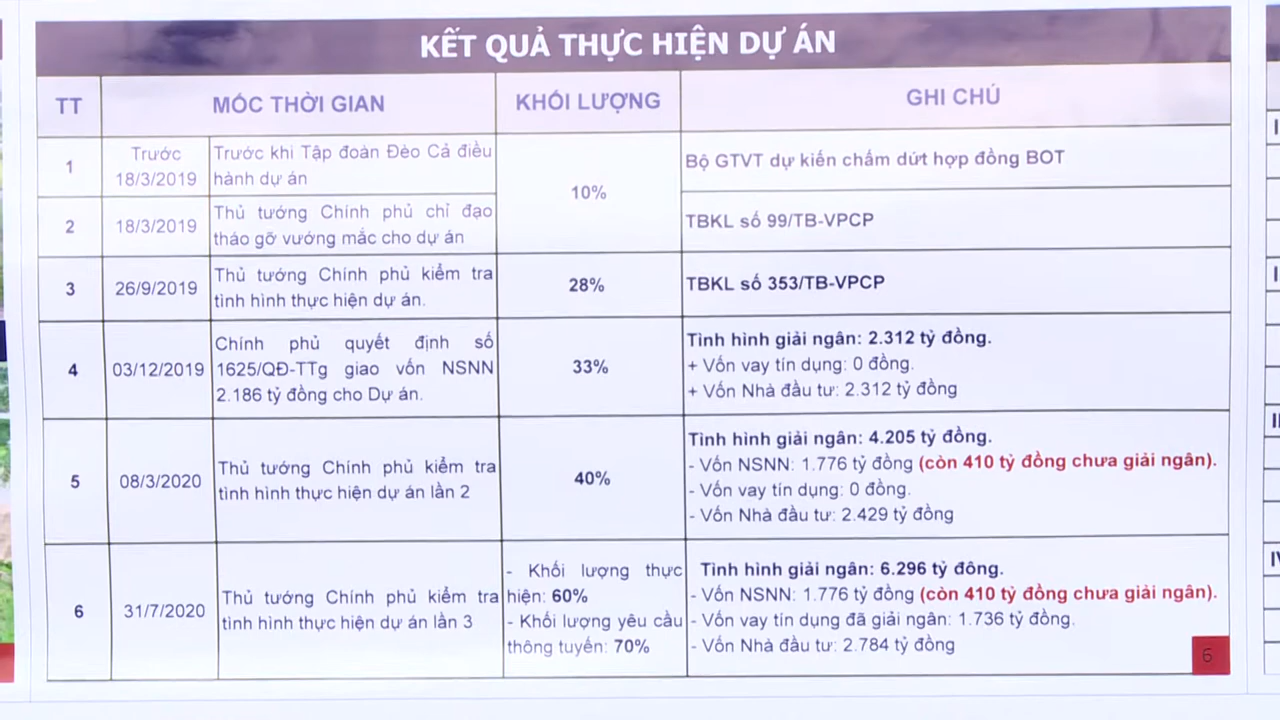 KẾT QUẢ THỰC HIỆN DỰ ÁN
TT
MỐC THỜI GIAN
KHỐI LƯỢNG
GHI CHÚ
1
Trước
18/3/2019
Trước khi Tập đoàn Đèo Cả điều
hành dự án
10%
Bộ GTVT dự kiến chấm dứt hợp đồng BOT
2
18/3/2019
Thủ tướng Chính phủ chỉ đạo
tháo gỡ vướng mắc cho dự án
TBKL số 99/TB-VPCP
3
26/9/2019
Thủ tướng Chính phủ kiểm tra
tình hình thực hiện dự án.
28%
TBKL số 353/TB-VPCP
4
03/12/2019
Chính phủ quyết định số
1625/QĐ-TTg giao vốn NSNN
2.186 tỷ đồng cho Dự án.
33%
Tình hình giải ngân: 2.312 tỷ đồng.
+ Vốn vay tín dụng: 0 đồng.
+ Vốn Nhà đầu tư: 2.312 tỷ đồng
5
08/3/2020
Thủ tướng Chính phủ kiểm tra
tình hình thực hiện dự án lần 2
40%
Tình hình giải ngân: 4.205 tỷ đồng.
- Vốn NSNN: 1.776 tỷ đồng (còn 410 tỷ đồng chưa giải ngân).
- Vốn vay tín dụng: 0 đồng.
- Vốn Nhà đầu tư: 2.429 tỷ đồng
6
31/7/2020
Thủ tướng Chính phủ kiểm tra
tình hình thực hiện dự án lần 3
- Khối lượng thực
hiện: 60%
- Khối lượng yêu cầu
thông tuyến: 70%
Tình hình giải ngân: 6.296 tỷ đông.
- Vốn NSNN: 1.776 tỷ đồng (còn 410 tỷ đồng chưa giải ngân).
- Vốn vay tín dụng đã giải ngân: 1.736 tỷ đồng.
- Vốn Nhà đầu tư: 2.784 tỷ đồng
6